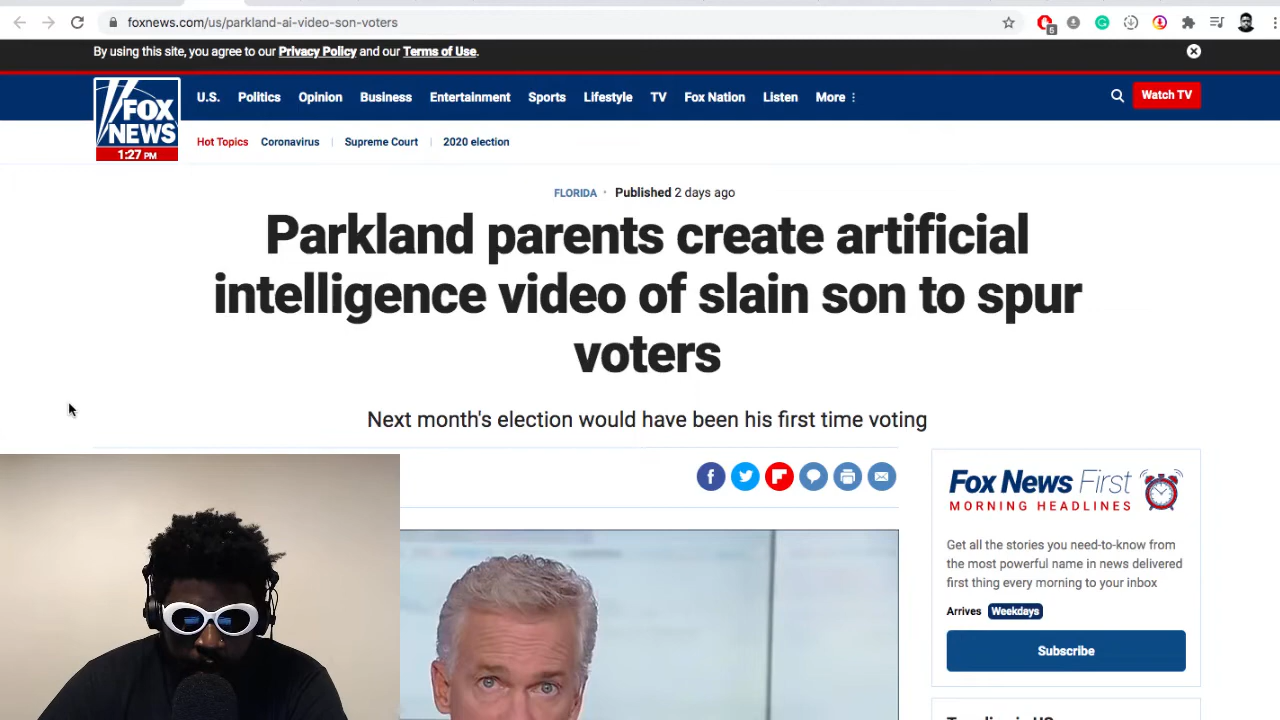 foxnews.com/us/parkland-ai-video-son-voters
5
By using this site, you agree to our Privacy Policy and our Terms of Use.
FOX NEWS
1:27 PM
U.S. Politics Opinion Business Entertainment Sports Lifestyle TV Fox Nation Listen More
Watch TV
Hot Topics Coronavirus Supreme Court 2020 election
FLORIDA · Published 2 days ago
Parkland parents create artificial
intelligence video of slain son to spur
voters
Next month's election would have been his first time voting
Fox News First
MORNING HEADLINES
Get all the stories you need-to-know from
the most powerful name in news delivered
first thing every morning to your inbox
Arrives Weekdays
Subscribe